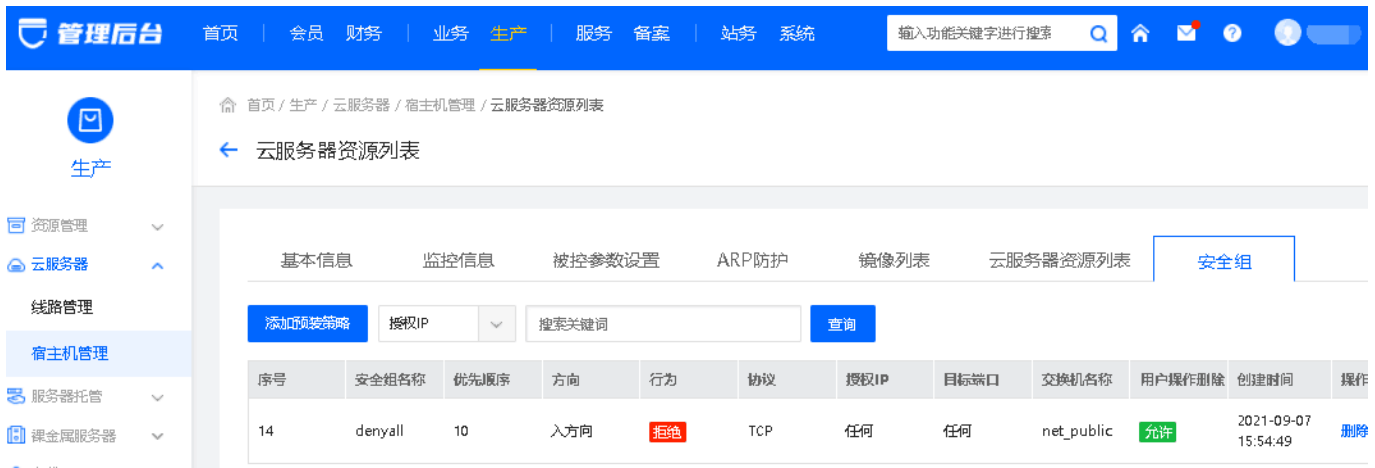 管理后台 首页 | 会员 财务 | 业务 生产 | 服务 备案 | 站务 系统 输入功能关键字进行搜索
首页 / 生产 / 云服务器 / 宿主机管理 / 云服务器资源列表
← 云服务器资源列表
生产
资源管理
云服务器
线路管理
宿主机管理
服务器托管
裸金属服务器
基本信息 监控信息 被控参数设置 ARP防护 镜像列表 云服务器资源列表 安全组
添加预装策略 授权IP 搜索关键词 查询
序号 安全组名称 优先顺序 方向 行为 协议 授权IP 目标端口 交换机名称 用户操作删除 创建时间 操作
14 denyall 10 入方向 拒绝 TCP 任何 任何 net_public 允许 2021-09-07 15:54:49 删除